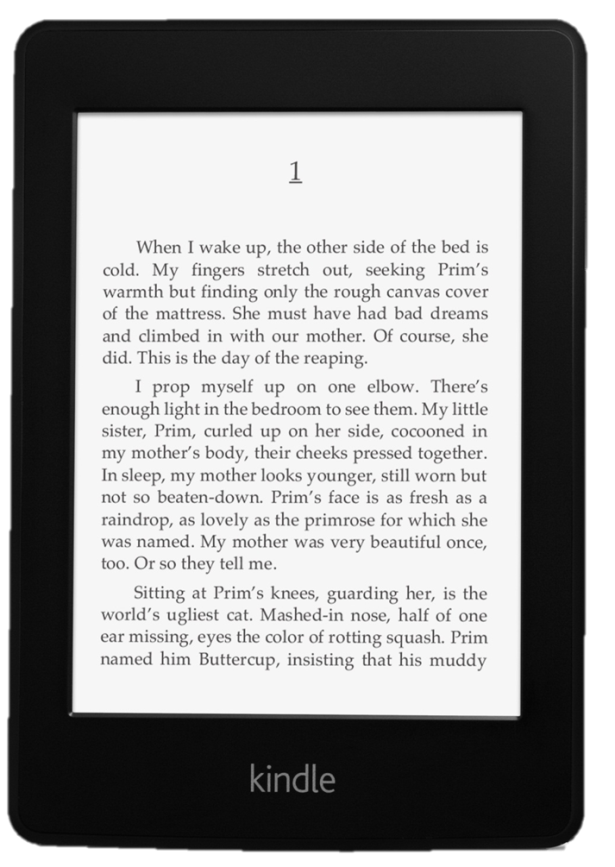 1
When I wake up, the other side of the bed is
cold. My fingers stretch out, seeking Prim’s
warmth but finding only the rough canvas cover
of the mattress. She must have had bad dreams
and climbed in with our mother. Of course, she
did. This is the day of the reaping.
I prop myself up on one elbow. There’s
enough light in the bedroom to see them. My little
sister, Prim, curled up on her side, cocooned in
my mother’s body, their cheeks pressed together.
In sleep, my mother looks younger, still worn but
not so beaten-down. Prim’s face is as fresh as a
raindrop, as lovely as the primrose for which she
was named. My mother was very beautiful once,
too. Or so they tell me.
Sitting at Prim’s knees, guarding her, is the
world’s ugliest cat. Mashed-in nose, half of one
ear missing, eyes the color of rotting squash. Prim
named him Buttercup, insisting that his muddy
kindle